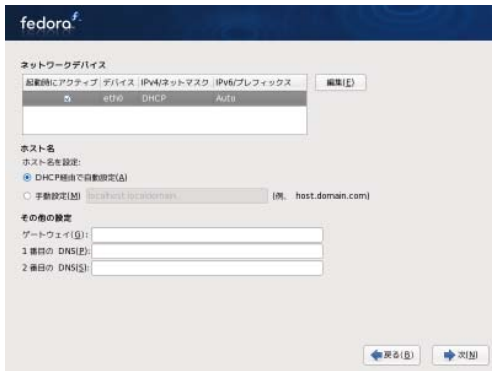 fedora
ネットワークデバイス
起動時にアクティブ デバイス IPv4/ネットマスク IPv6/プレフィックス
eth0 DHCP Auto
編集(E)
ホスト名
ホスト名を設定:
DHCP経由で自動設定(A)
手動設定(M) localhost.localdomain (例、 host.domain.com)
その他の設定
ゲートウェイ(G):
1 番目の DNS(P):
2 番目の DNS(S):
戻る(B) 次(N)